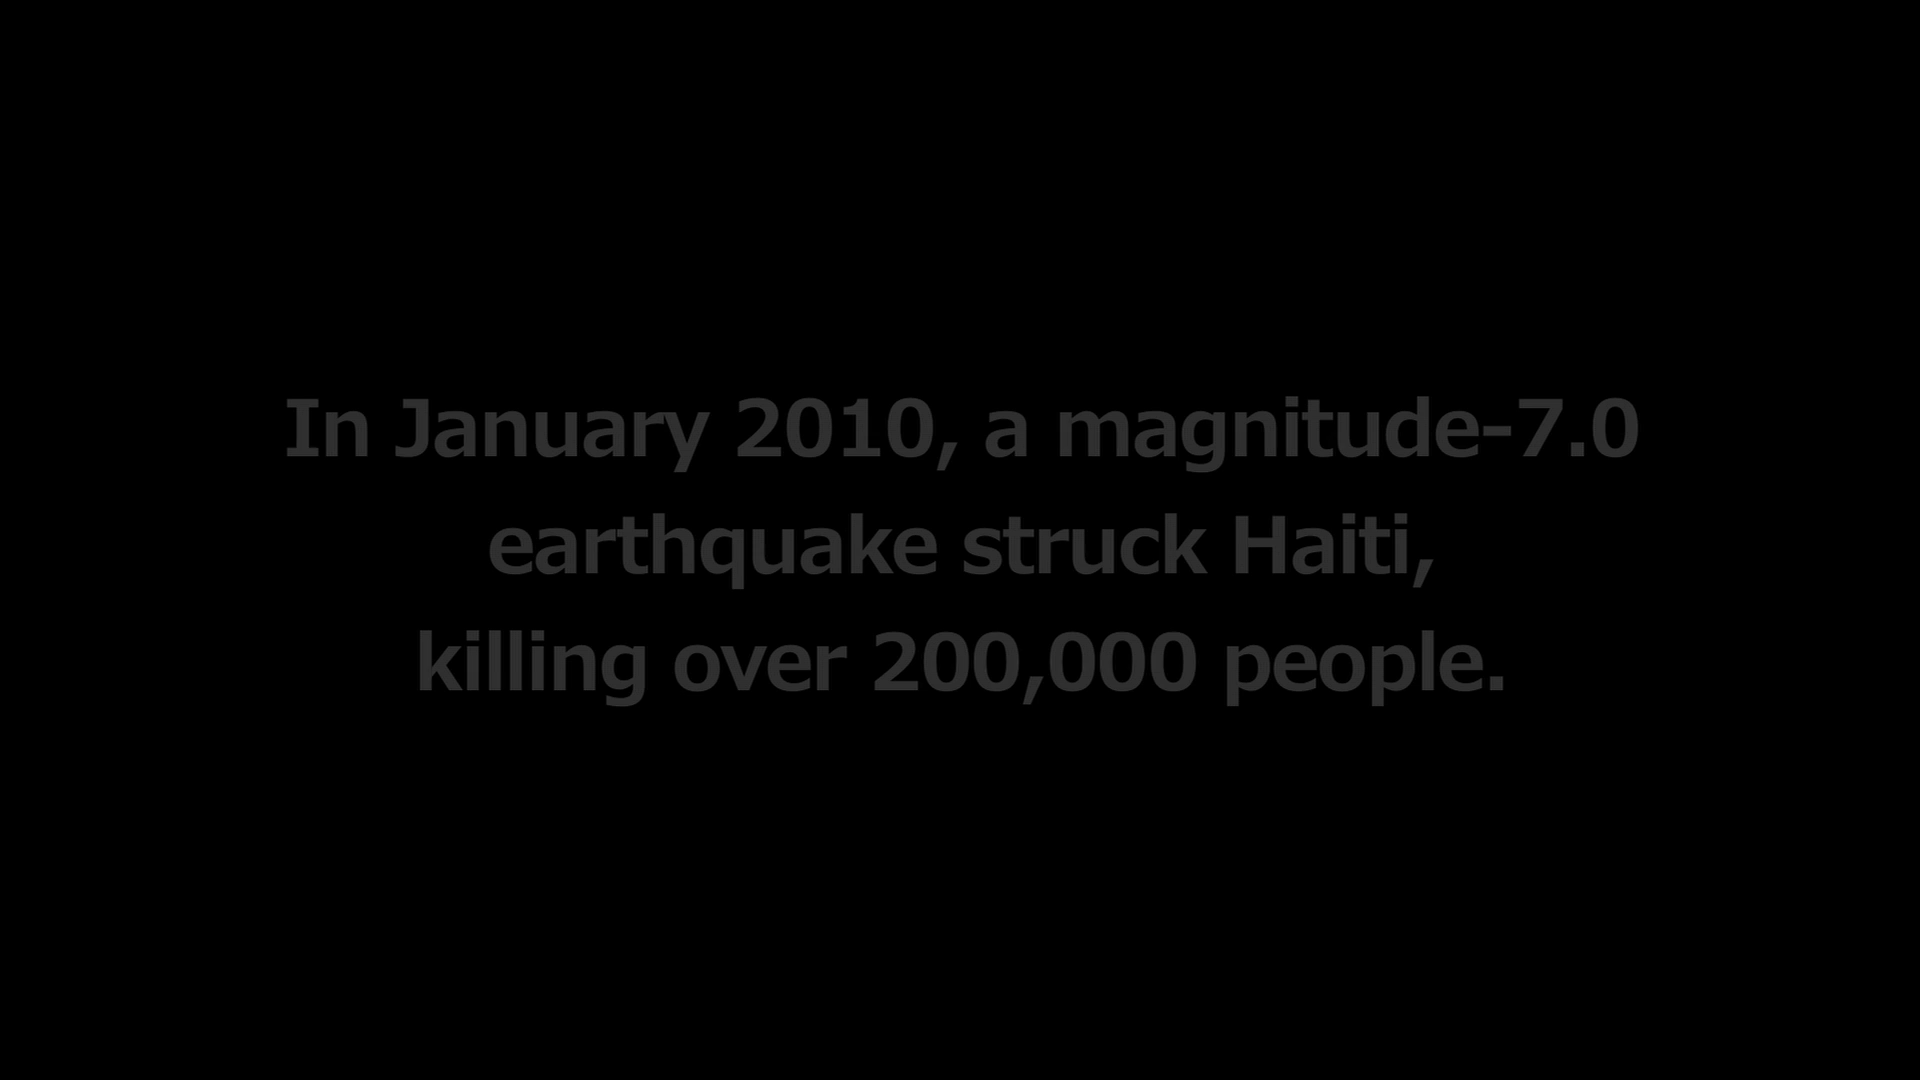 In January 2010, a magnitude-7.0
earthquake struck Haiti,
killing over 200,000 people.